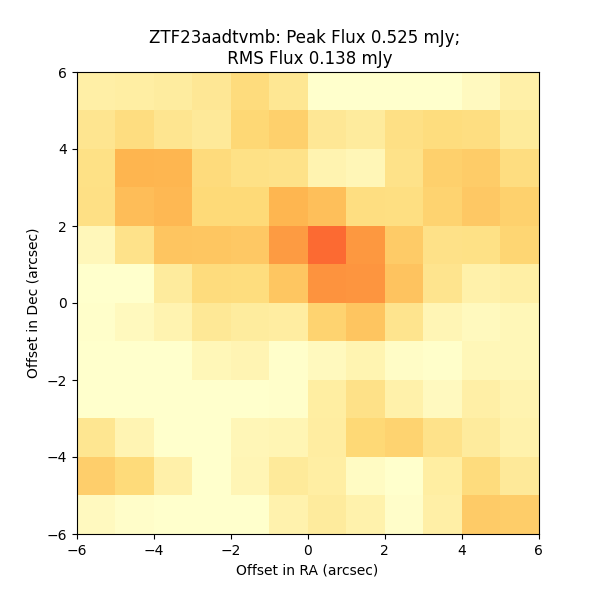 ZTF23aadtvmb: Peak Flux 0.525 mJy;
RMS Flux 0.138 mJy
6
4
2
0
−2
−4
−6
Offset in Dec (arcsec)
−6 −4 −2 0 2 4 6
Offset in RA (arcsec)